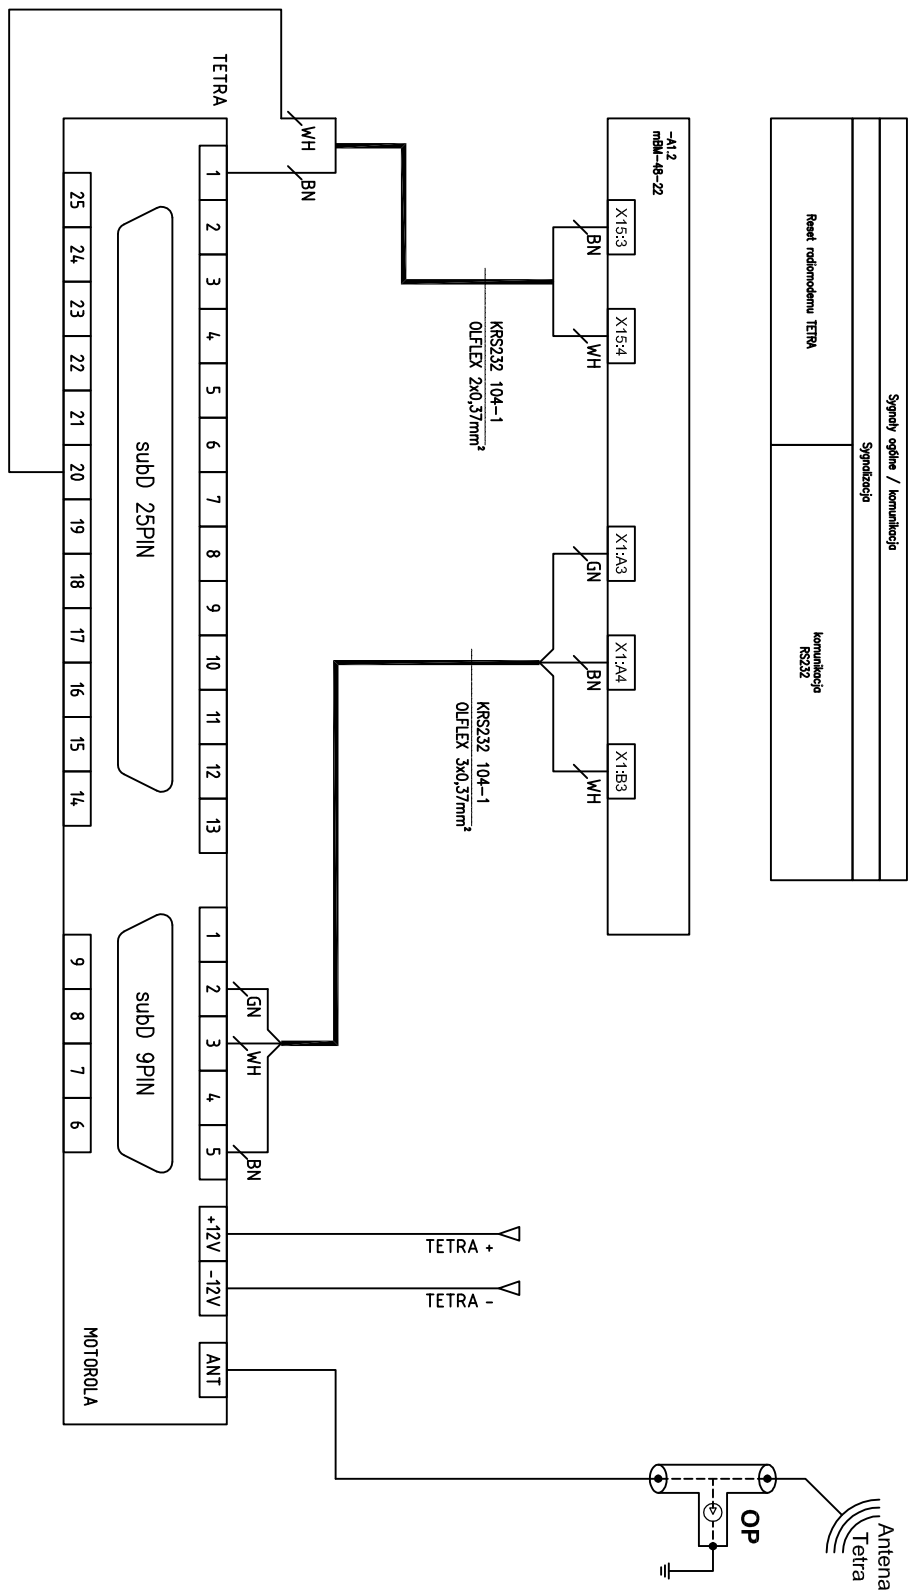 Sygnały ogólne / komunikacja
Sygnalizacja
Reset radiomodemu TETRA
komunikacja
RS232
-A1.2
mBM-48-22
X15:3
X15:4
X1:A3
X1:A4
X1:B3
BN
WH
GN
BN
WH
KRS232 104-1
OLFLEX 2x0,37mm²
KRS232 104-1
OLFLEX 3x0,37mm²
WH
BN
GN
WH
BN
TETRA +
TETRA -
TETRA
1
2
3
4
5
6
7
8
9
10
11
12
13
1
2
3
4
5
+12V
-12V
ANT
subD 25PIN
subD 9PIN
25
24
23
22
21
20
19
18
17
16
15
14
9
8
7
6
MOTOROLA
OP
Antena
Tetra